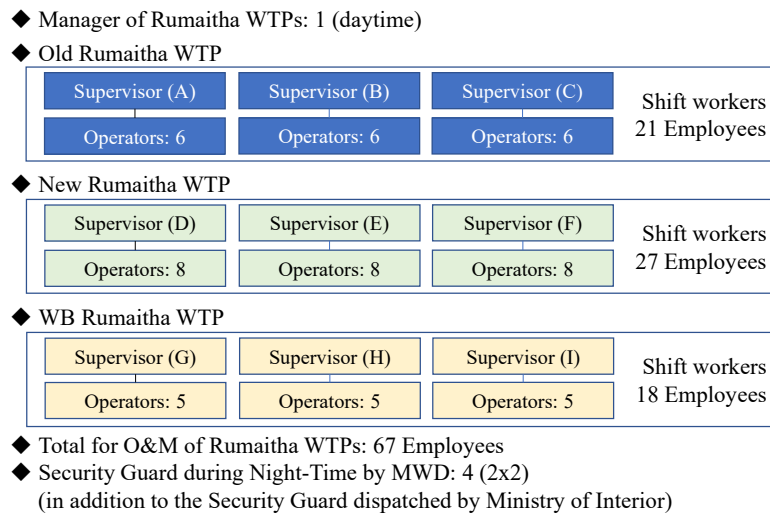 ◆ Manager of Rumaitha WTPs: 1 (daytime)
◆ Old Rumaitha WTP
Supervisor (A) Supervisor (B) Supervisor (C)
Operators: 6 Operators: 6 Operators: 6
Shift workers
21 Employees
◆ New Rumaitha WTP
Supervisor (D) Supervisor (E) Supervisor (F)
Operators: 8 Operators: 8 Operators: 8
Shift workers
27 Employees
◆ WB Rumaitha WTP
Supervisor (G) Supervisor (H) Supervisor (I)
Operators: 5 Operators: 5 Operators: 5
Shift workers
18 Employees
◆ Total for O&M of Rumaitha WTPs: 67 Employees
◆ Security Guard during Night-Time by MWD: 4 (2x2)
(in addition to the Security Guard dispatched by Ministry of Interior)